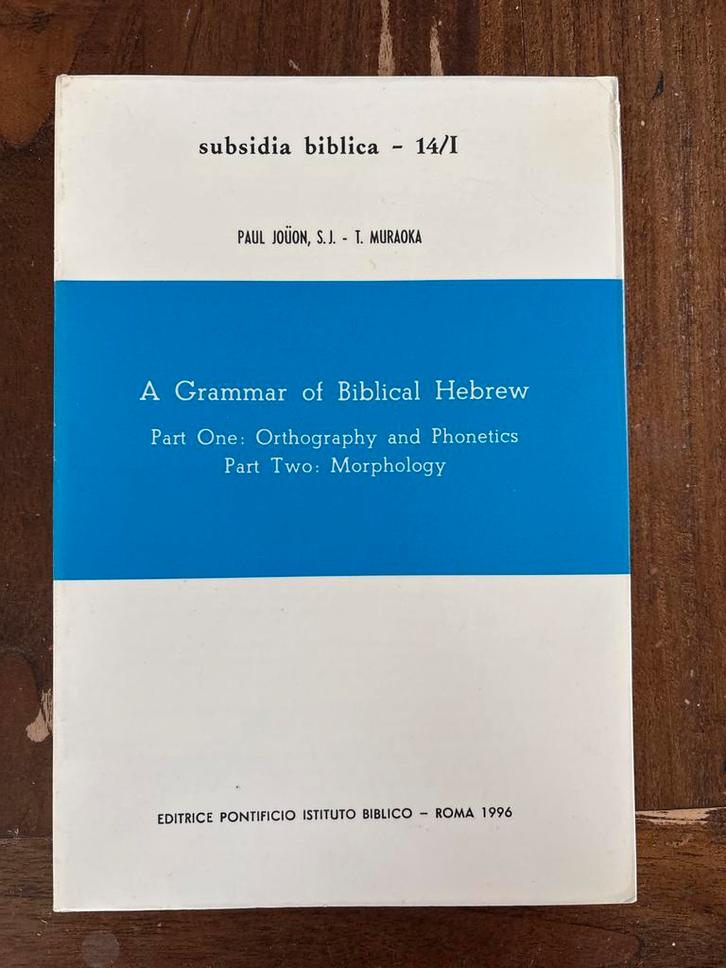 subsidia biblica - 14/I
PAUL JOÜON, S.J. - T. MURAOKA
A Grammar of Biblical Hebrew
Part One: Orthography and Phonetics
Part Two: Morphology
EDITRICE PONTIFICIO ISTITUTO BIBLICO – ROMA 1996